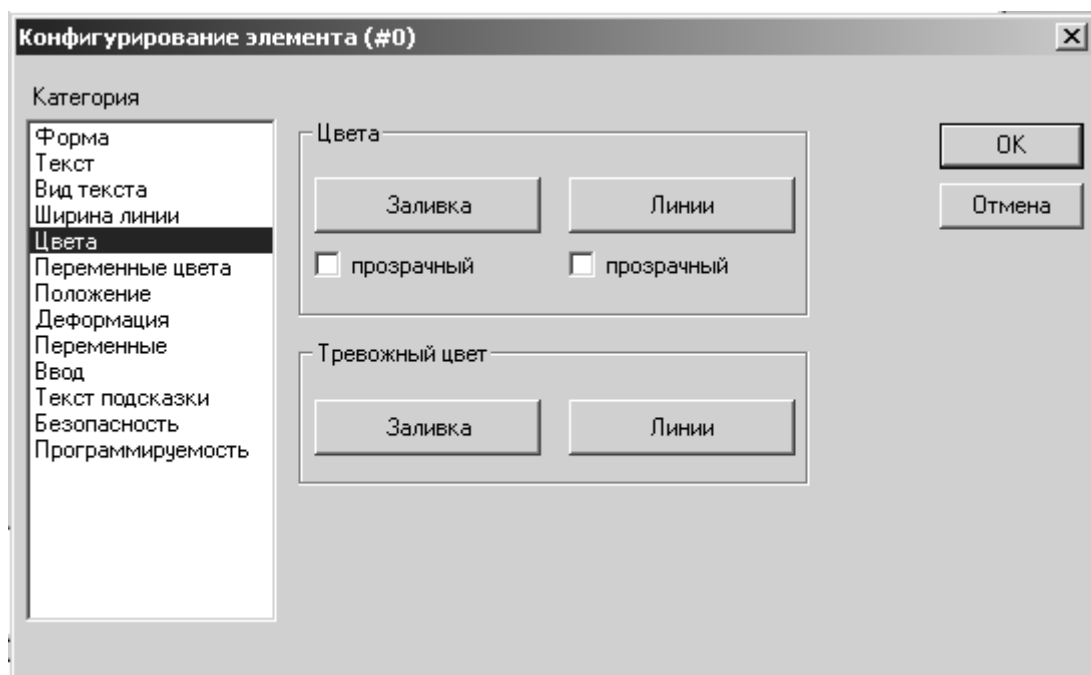 Конфигурирование элемента (#0)
Категория
Форма
Текст
Вид текста
Ширина линии
Цвета
Переменные цвета
Положение
Деформация
Переменные
Ввод
Текст подсказки
Безопасность
Программируемость
Цвета
Заливка Линии
прозрачный прозрачный
Тревожный цвет
Заливка Линии
OK
Отмена